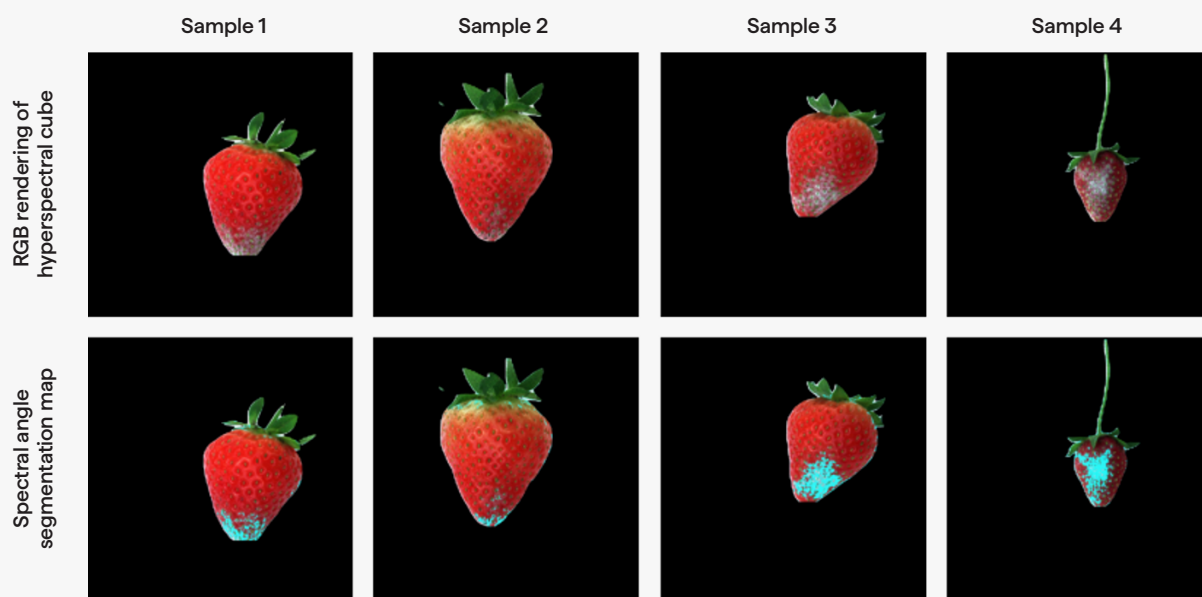 Sample 1
Sample 2
Sample 3
Sample 4
RGB rendering of
hyperspectral cube
Spectral angle
segmentation map